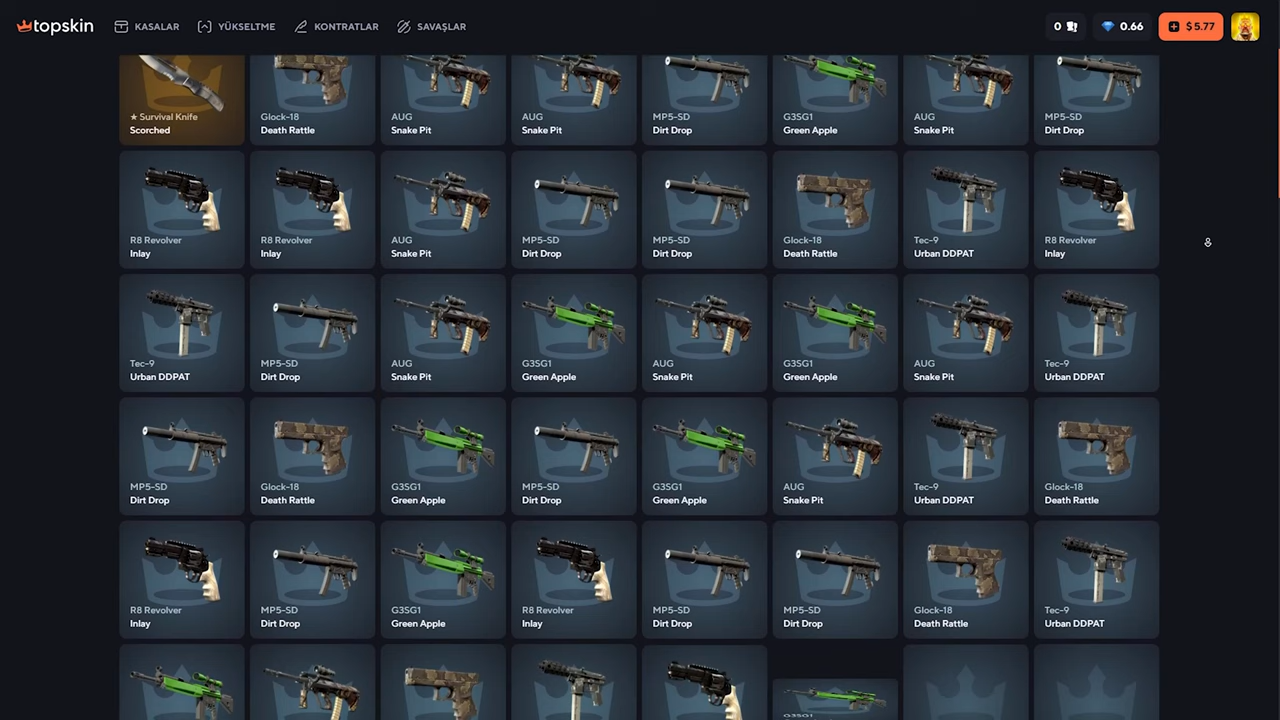 topskin
KASALAR
YÜKSELTME
KONTRATLAR
SAVAŞLAR
0
0.66
$ 5.77
★ Survival Knife
Scorched
Glock-18
Death Rattle
AUG
Snake Pit
AUG
Snake Pit
MP5-SD
Dirt Drop
G3SG1
Green Apple
AUG
Snake Pit
MP5-SD
Dirt Drop
R8 Revolver
Inlay
R8 Revolver
Inlay
AUG
Snake Pit
MP5-SD
Dirt Drop
MP5-SD
Dirt Drop
Glock-18
Death Rattle
Tec-9
Urban DDPAT
R8 Revolver
Inlay
Tec-9
Urban DDPAT
MP5-SD
Dirt Drop
AUG
Snake Pit
G3SG1
Green Apple
AUG
Snake Pit
G3SG1
Green Apple
AUG
Snake Pit
Tec-9
Urban DDPAT
MP5-SD
Dirt Drop
Glock-18
Death Rattle
G3SG1
Green Apple
MP5-SD
Dirt Drop
G3SG1
Green Apple
AUG
Snake Pit
Tec-9
Urban DDPAT
Glock-18
Death Rattle
R8 Revolver
Inlay
MP5-SD
Dirt Drop
G3SG1
Green Apple
R8 Revolver
Inlay
MP5-SD
Dirt Drop
MP5-SD
Dirt Drop
Glock-18
Death Rattle
Tec-9
Urban DDPAT
G3SG1